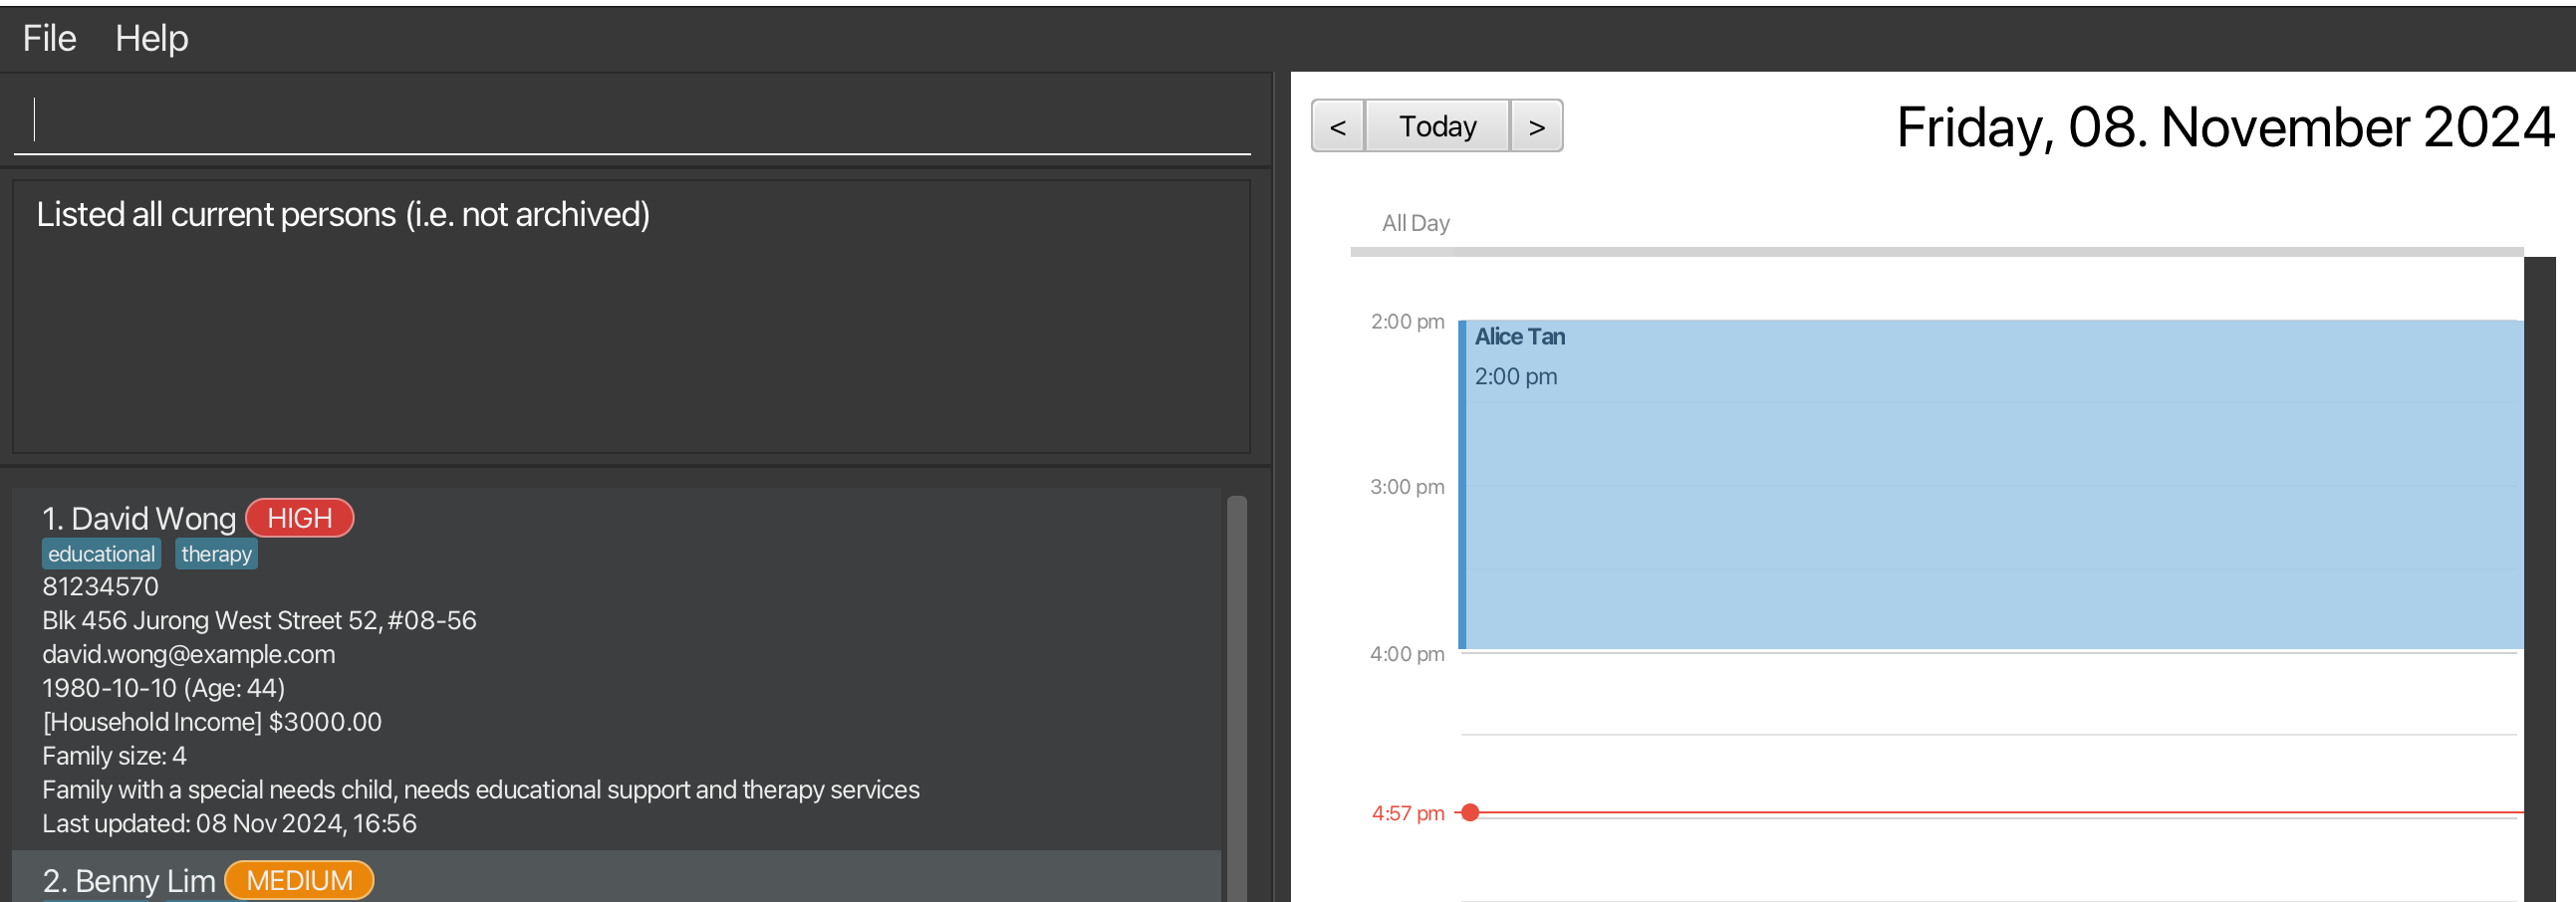 File Help
Listed all current persons (i.e. not archived)
1. David Wong HIGH
educational therapy
81234570
Blk 456 Jurong West Street 52, #08-56
david.wong@example.com
1980-10-10 (Age: 44)
[Household Income] $3000.00
Family size: 4
Family with a special needs child, needs educational support and therapy services
Last updated: 08 Nov 2024, 16:56
2. Benny Lim MEDIUM
< Today > Friday, 08. November 2024
All Day
2:00 pm
Alice Tan
2:00 pm
3:00 pm
4:00 pm
4:57 pm